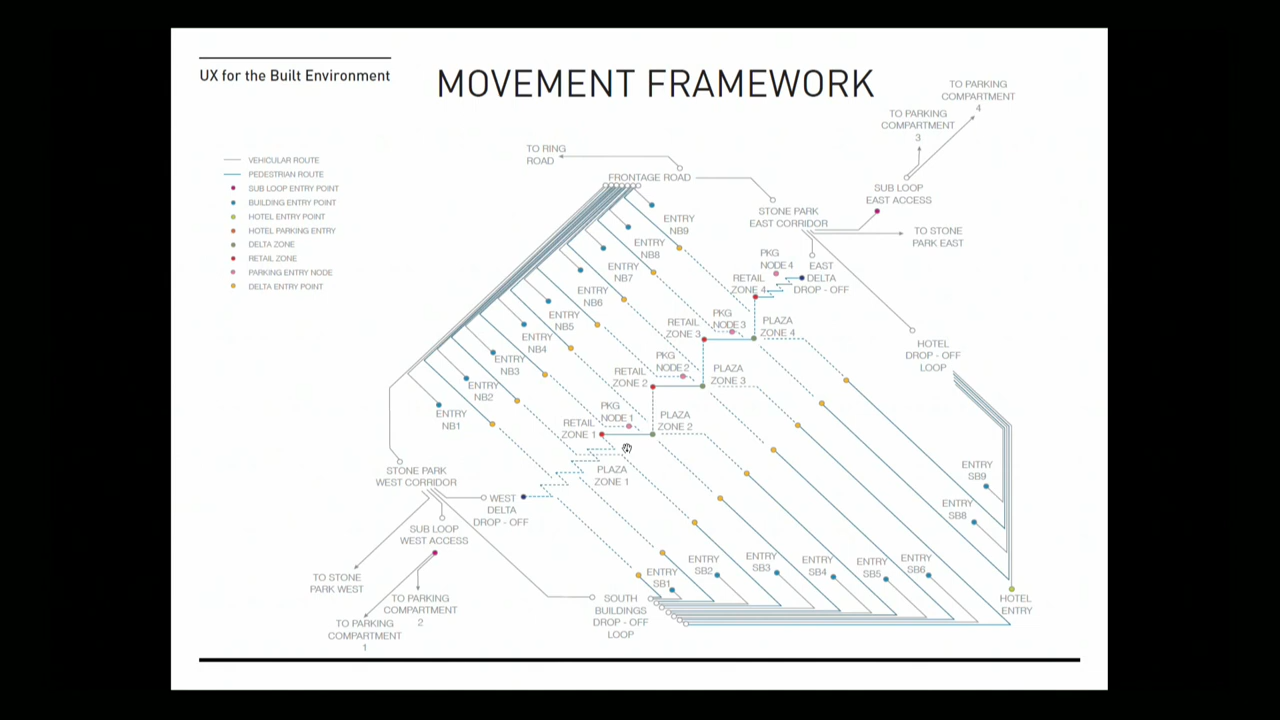 UX for the Built Environment
MOVEMENT FRAMEWORK
VEHICULAR ROUTE
PEDESTRIAN ROUTE
SUB LOOP ENTRY POINT
BUILDING ENTRY POINT
HOTEL ENTRY POINT
HOTEL PARKING ENTRY
DELTA ZONE
RETAIL ZONE
PARKING ENTRY NODE
DELTA ENTRY POINT
TO PARKING
COMPARTMENT
4
TO PARKING
COMPARTMENT
3
TO RING
ROAD
FRONTAGE ROAD
SUB LOOP
EAST ACCESS
STONE PARK
EAST CORRIDOR
TO STONE
PARK EAST
ENTRY
NB9
ENTRY
NB8
ENTRY
NB7
ENTRY
NB6
ENTRY
NB5
ENTRY
NB4
ENTRY
NB3
ENTRY
NB2
ENTRY
NB1
PKG
NODE 4
EAST
DELTA
DROP - OFF
RETAIL
ZONE 4
PKG
NODE 3
PLAZA
ZONE 4
RETAIL
ZONE 3
HOTEL
DROP - OFF
LOOP
PKG
NODE 2
PLAZA
ZONE 3
RETAIL
ZONE 2
PKG
NODE 1
PLAZA
ZONE 2
RETAIL
ZONE 1
PLAZA
ZONE 1
STONE PARK
WEST CORRIDOR
WEST
DELTA
DROP - OFF
SUB LOOP
WEST ACCESS
TO STONE
PARK WEST
TO PARKING
COMPARTMENT
2
TO PARKING
COMPARTMENT
1
SOUTH
BUILDINGS
DROP - OFF
LOOP
ENTRY
SB1
ENTRY
SB2
ENTRY
SB3
ENTRY
SB4
ENTRY
SB5
ENTRY
SB6
ENTRY
SB8
ENTRY
SB9
HOTEL
ENTRY